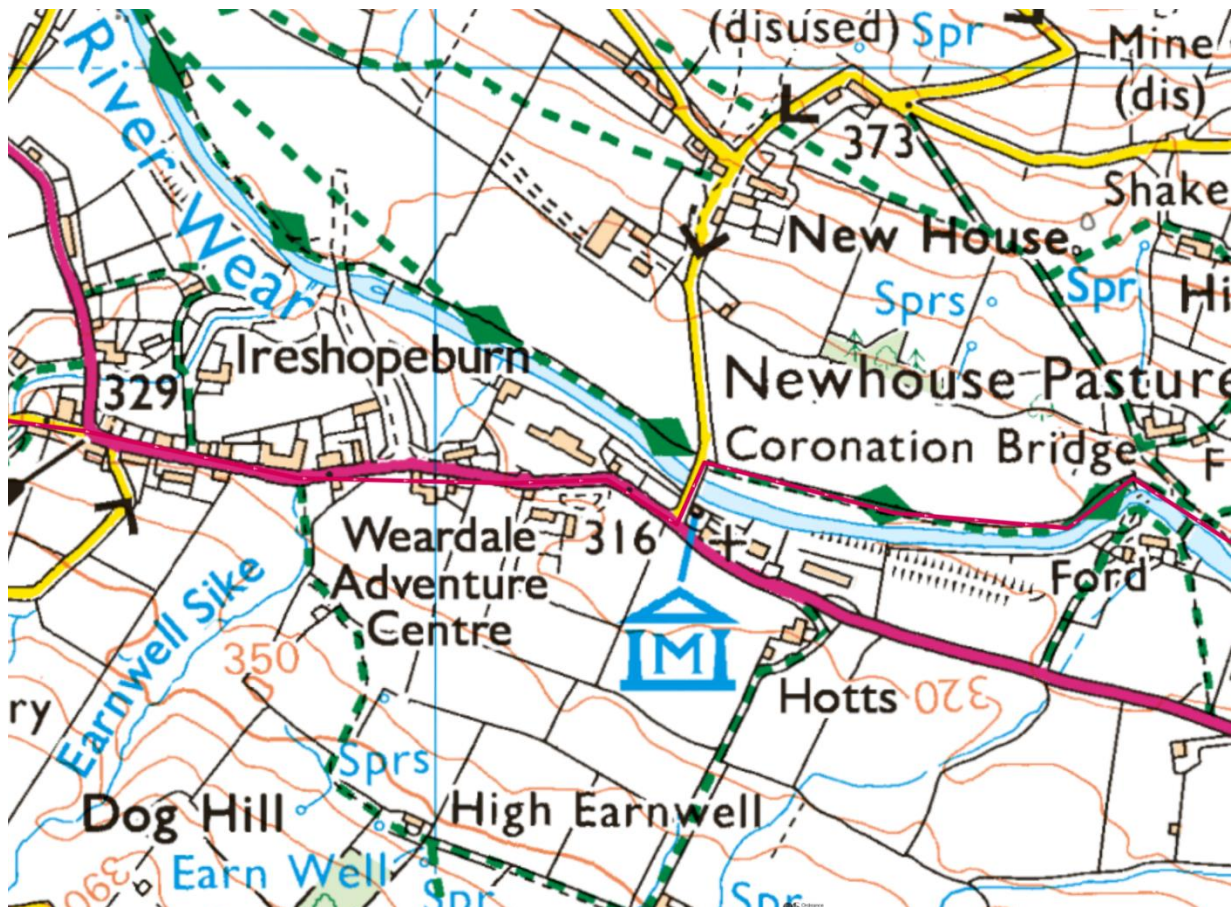 (disused) Spr
Mine
(dis)
River Wear
373
Shake
New House
Sprs
Spr
Hi
Ireshopeburn
329
Newhouse Pasture
Coronation Bridge
F
Weardale
Adventure
Centre
316
Ford
M
Earnwell Sike
350
Hotts
320
ry
Sprs
Dog Hill
High Earnwell
Earn Well
390
Spr
Spr